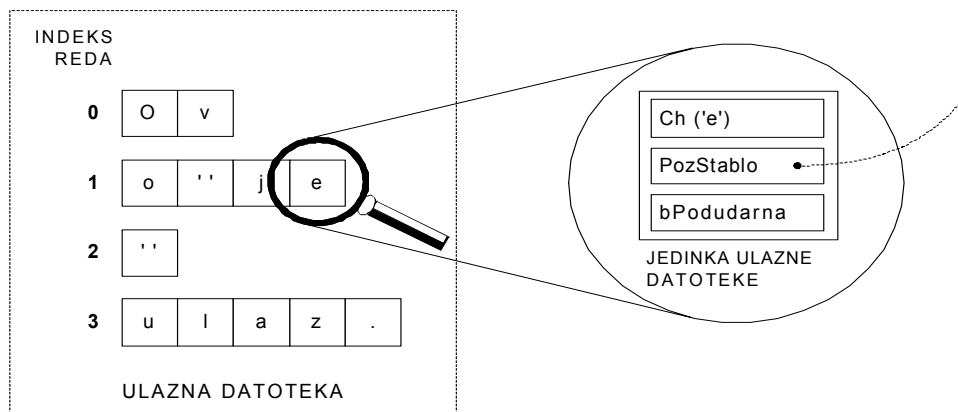 INDEKS
REDA
0 O v
1 o ' ' j e
2 ' '
3 u l a z .
ULAZNA DATOTEKA
Ch ('e')
PozStablo
bPodudarna
JEDINKA ULAZNE
DATOTEKE